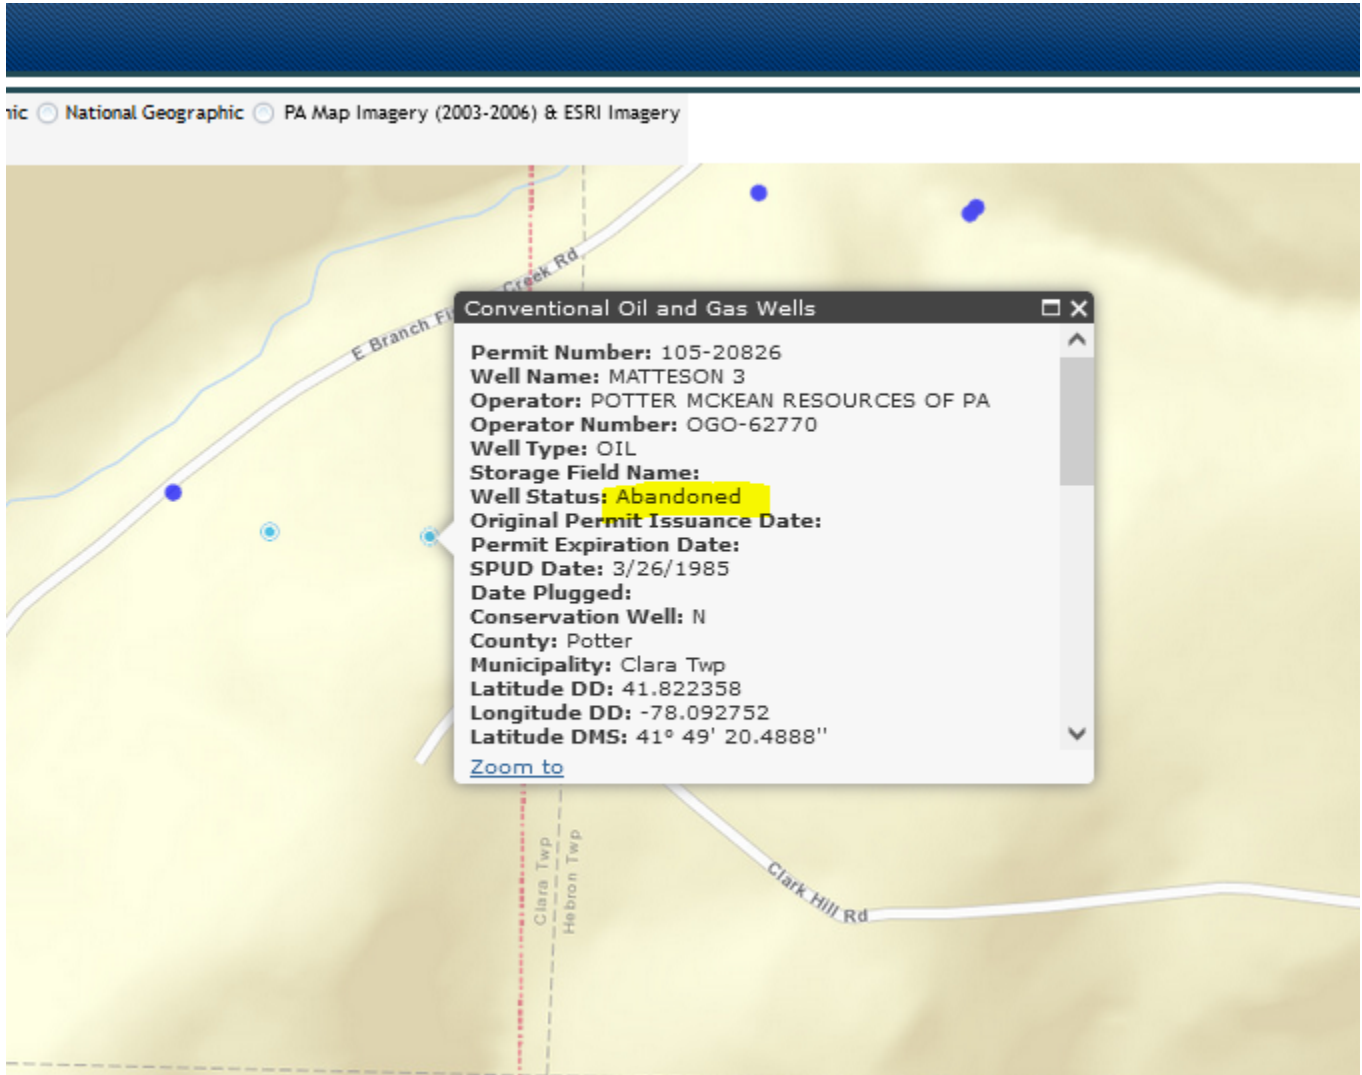 nic National Geographic PA Map Imagery (2003-2006) & ESRI Imagery
Creek Rd
E Branch Fi
Conventional Oil and Gas Wells
Permit Number: 105-20826
Well Name: MATTESON 3
Operator: POTTER MCKEAN RESOURCES OF PA
Operator Number: OGO-62770
Well Type: OIL
Storage Field Name:
Well Status: Abandoned
Original Permit Issuance Date:
Permit Expiration Date:
SPUD Date: 3/26/1985
Date Plugged:
Conservation Well: N
County: Potter
Municipality: Clara Twp
Latitude DD: 41.822358
Longitude DD: -78.092752
Latitude DMS: 41º 49' 20.4888''
Zoom to
Clara Twp
Hebron Twp
Clark Hill Rd